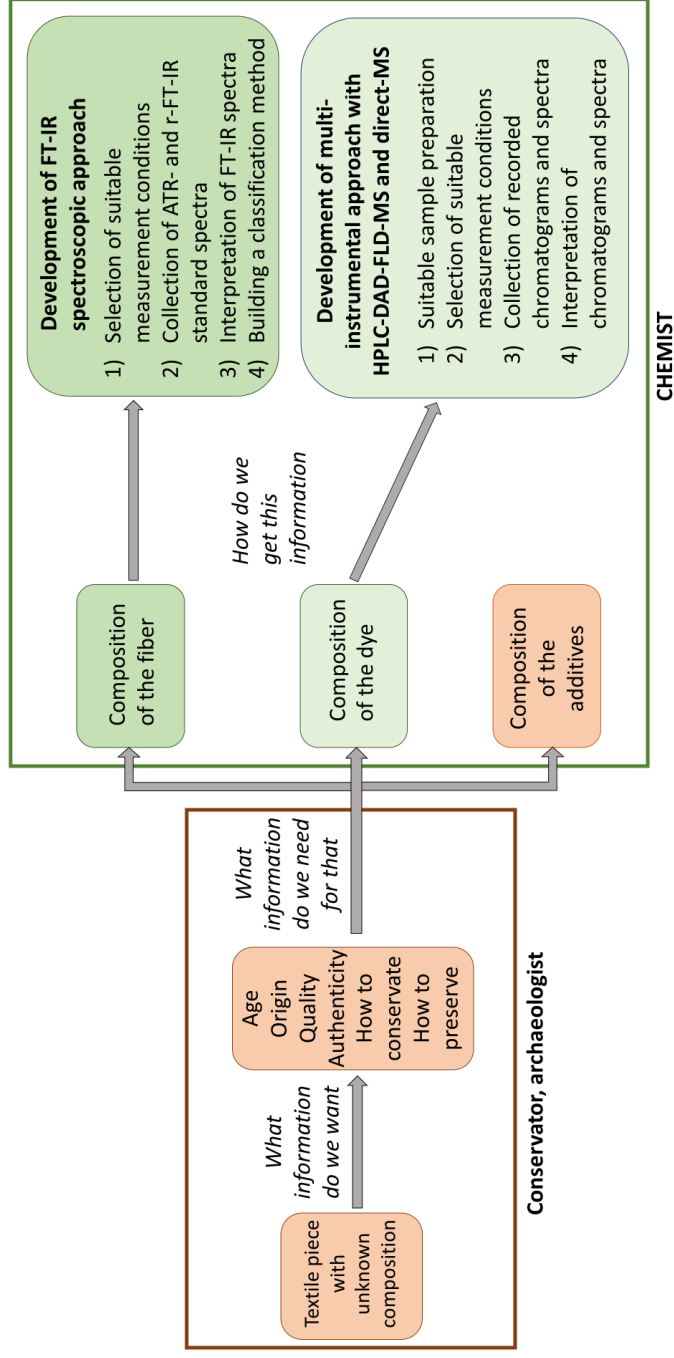 Textile piece
with
unknown
composition
What
information
do we want
Age
Origin
Quality
Authenticity
How to
conservate
How to
preserve
Conservator, archaeologist
What
information
do we need
for that
Composition
of the fiber
Composition
of the dye
Composition
of the
additives
How do we
get this
information
Development of FT-IR
spectroscopic approach
1) Selection of suitable
measurement conditions
2) Collection of ATR- and r-FT-IR
standard spectra
3) Interpretation of FT-IR spectra
4) Building a classification method
Development of multi-
instrumental approach with
HPLC-DAD-FLD-MS and direct-MS
1) Suitable sample preparation
2) Selection of suitable
measurement conditions
3) Collection of recorded
chromatograms and spectra
4) Interpretation of
chromatograms and spectra
CHEMIST